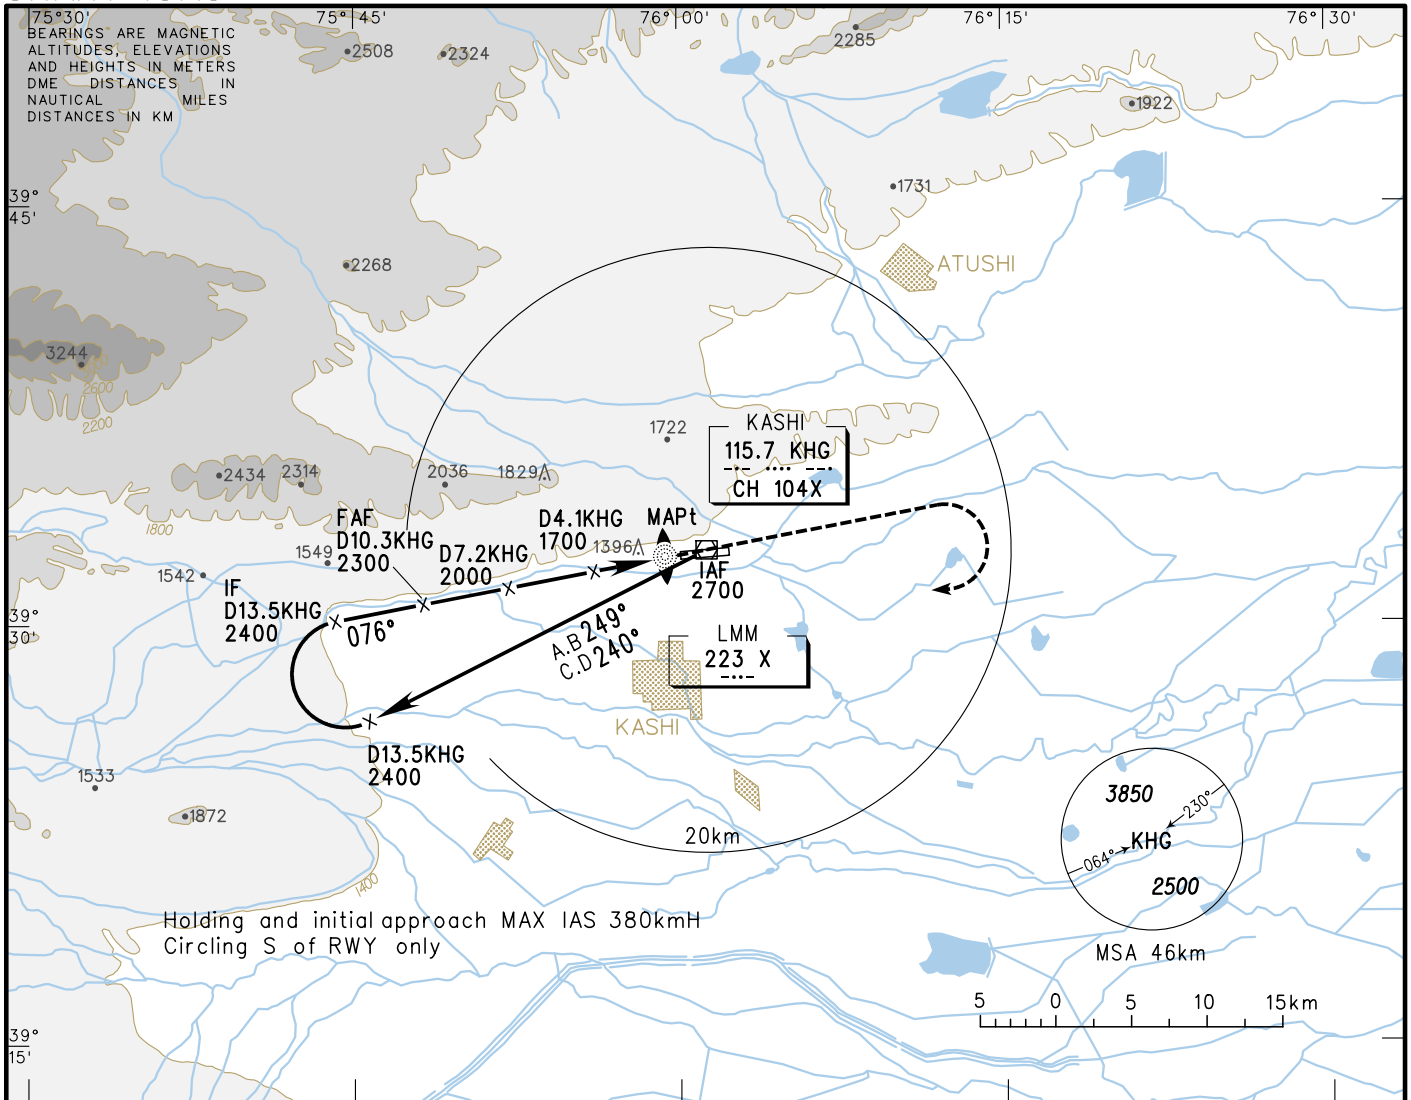 75°30'
75°45'
76°00'
76°15'
76°30'
BEARINGS ARE MAGNETIC
ALTITUDES, ELEVATIONS
AND HEIGHTS IN METERS
DME DISTANCES IN
NAUTICAL MILES
DISTANCES IN KM
2508
2324
2285
1922
1731
39°
45'
2268
ATUSHI
3244
2600
2200
1722
KASHI
115.7 KHG
CH 104X
2434
2314
2036
1829
1800
FAF
D10.3KHG
2300
D4.1KHG
1700
MAPt
1549
D7.2KHG
2000
1396
1542
IF
D13.5KHG
2400
IAF
2700
39°
30'
076°
A.B 249°
C.D 240°
LMM
223 X
KASHI
D13.5KHG
2400
1533
1872
20km
3850
230°
KHG
064°
2500
1400
MSA 46km
Holding and initial approach MAX IAS 380kmH
Circling S of RWY only
5 0 5 10 15km
39°
15'